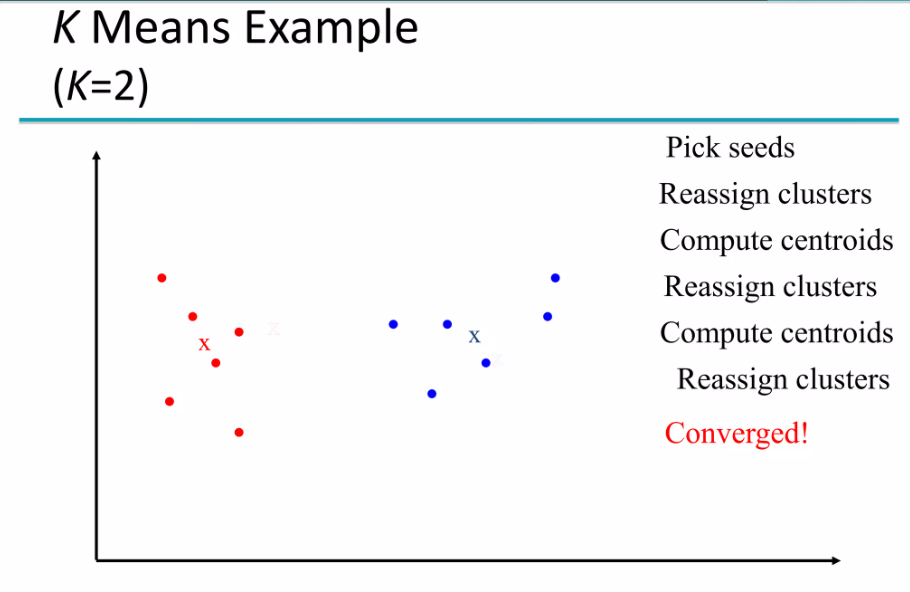 K Means Example
(K=2)
Pick seeds
Reassign clusters
Compute centroids
Reassign clusters
Compute centroids
Reassign clusters
Converged!
x
x
x